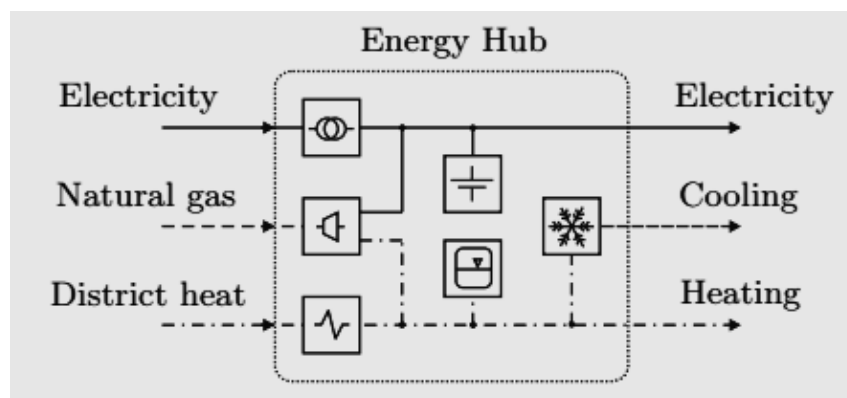 Energy Hub
Electricity
Electricity
Natural gas
Cooling
District heat
Heating